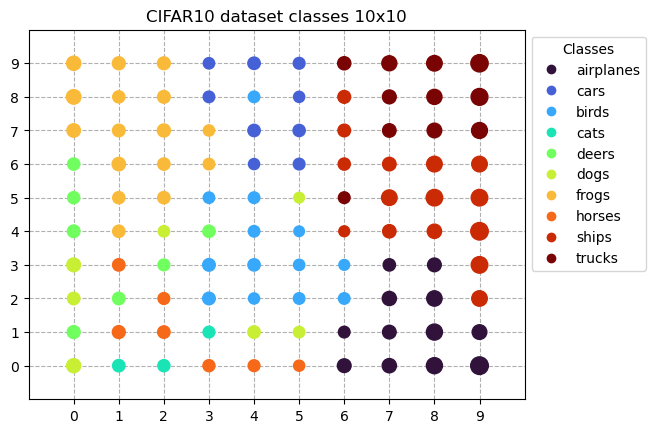 CIFAR10 dataset classes 10x10
9
8
7
6
5
4
3
2
1
0
0 1 2 3 4 5 6 7 8 9
Classes
airplanes
cars
birds
cats
deers
dogs
frogs
horses
ships
trucks